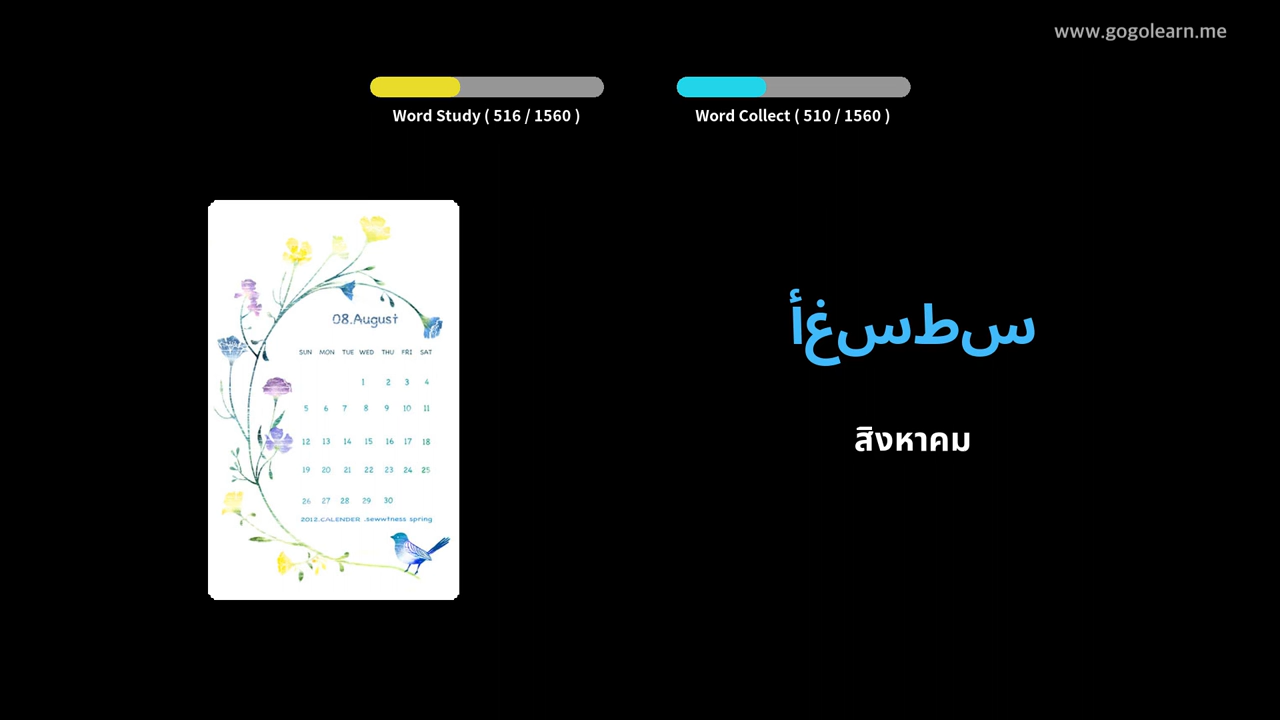 www.gogolearn.me
Word Study ( 516 / 1560 )
Word Collect ( 510 / 1560 )
08.August
SUN MON TUE WED THU FRI SAT
1 2 3 4
5 6 7 8 9 10 11
12 13 14 15 16 17 18
19 20 21 22 23 24 25
26 27 28 29 30
2012.CALENDER .sewwtness spring
سطسغأ
สิงหาคม